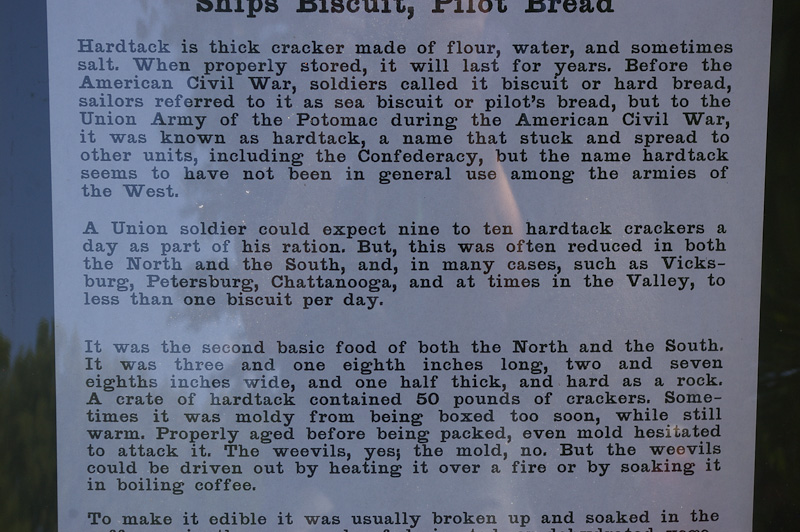 Ships Biscuit, Pilot Bread
Hardtack is thick cracker made of flour, water, and sometimes
salt. When properly stored, it will last for years. Before the
American Civil War, soldiers called it biscuit or hard bread,
sailors referred to it as sea biscuit or pilot's bread, but to the
Union Army of the Potomac during the American Civil War,
it was known as hardtack, a name that stuck and spread to
other units, including the Confederacy, but the name hardtack
seems to have not been in general use among the armies of
the West.
A Union soldier could expect nine to ten hardtack crackers a
day as part of his ration. But, this was often reduced in both
the North and the South, and, in many cases, such as Vicks-
burg, Petersburg, Chattanooga, and at times in the Valley, to
less than one biscuit per day.
It was the second basic food of both the North and the South.
It was three and one eighth inches long, two and seven
eighths inches wide, and one half thick, and hard as a rock.
A crate of hardtack contained 50 pounds of crackers. Some-
times it was moldy from being boxed too soon, while still
warm. Properly aged before being packed, even mold hesitated
to attack it. The weevils, yes; the mold, no. But the weevils
could be driven out by heating it over a fire or by soaking it
in boiling coffee.
To make it edible it was usually broken up and soaked in the